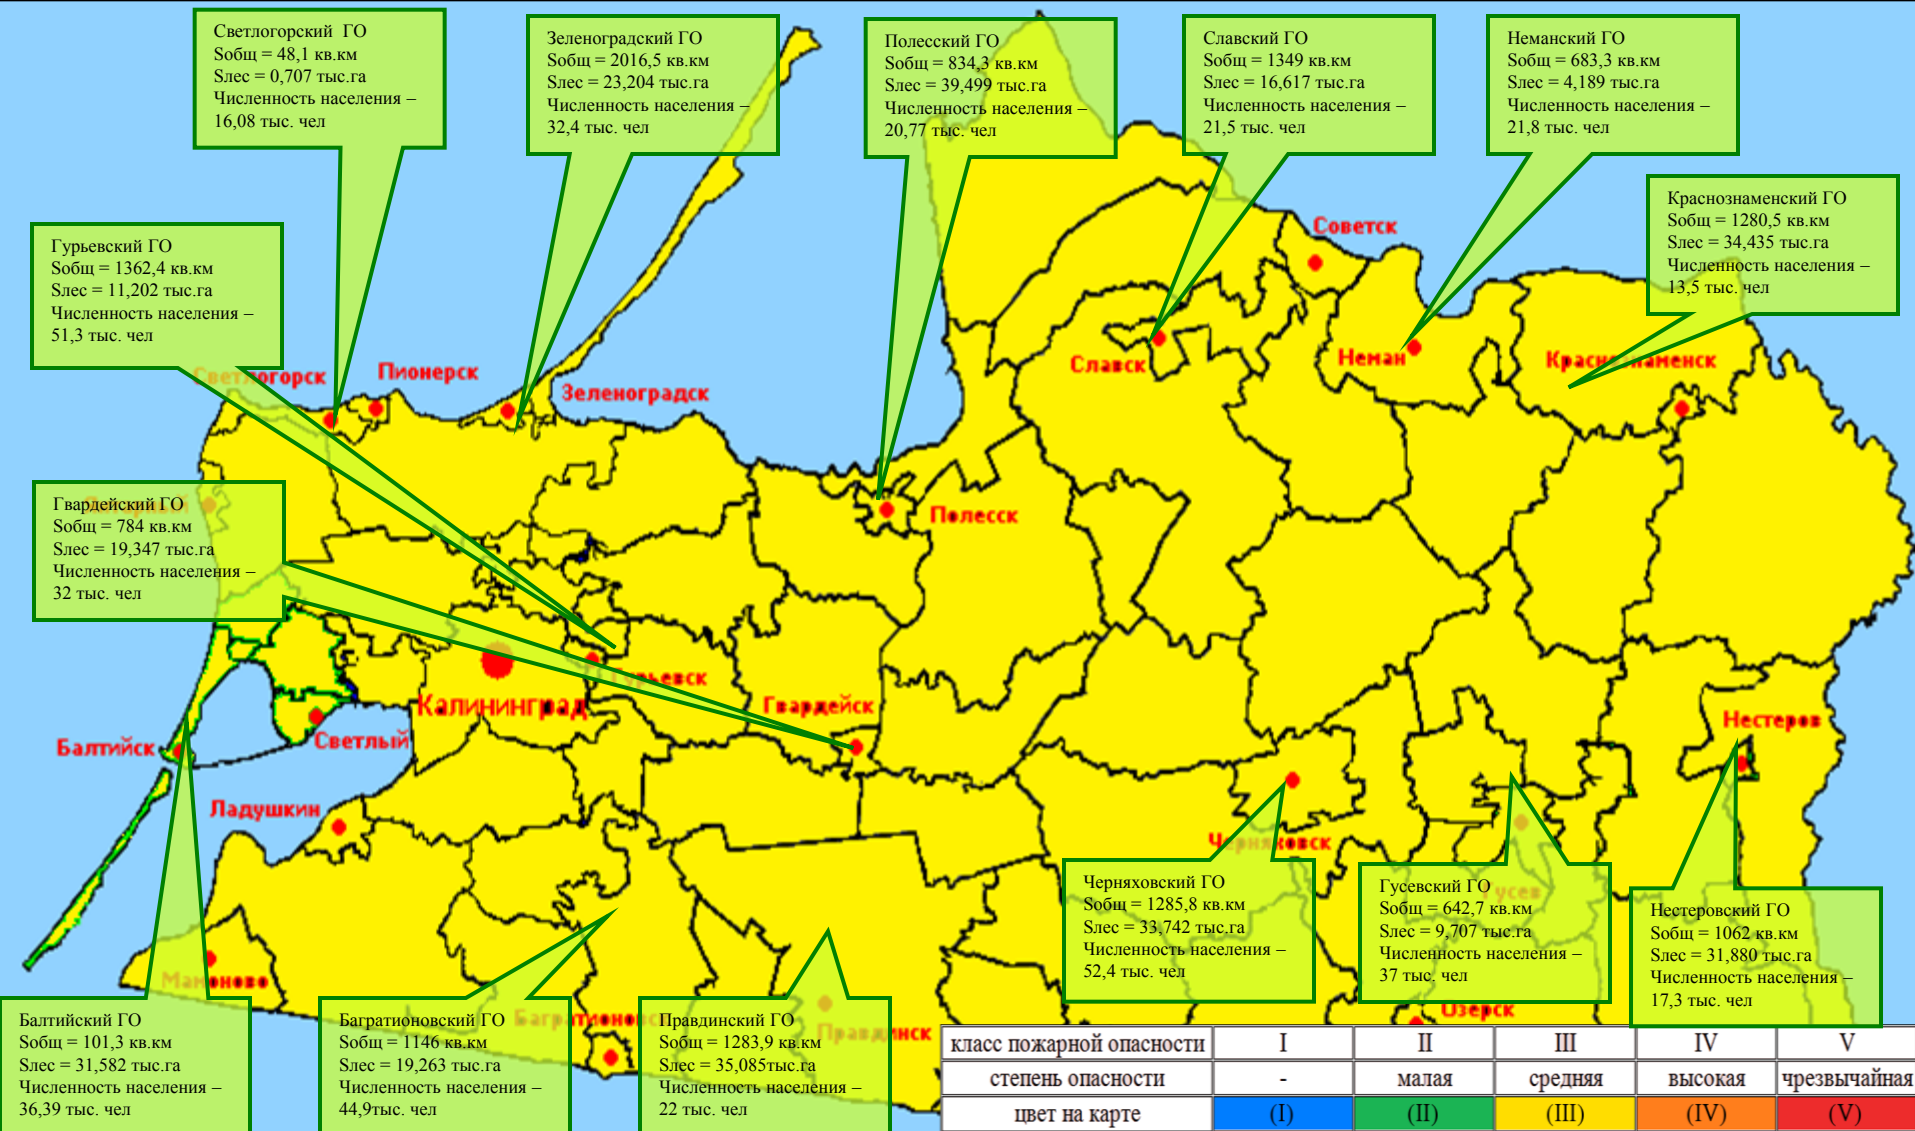 Светлогорский ГО
Sобщ = 48,1 кв.км
Sлес = 0,707 тыс.га
Численность населения –
16,08 тыс. чел
Зеленоградский ГО
Sобщ = 2016,5 кв.км
Sлес = 23,204 тыс.га
Численность населения –
32,4 тыс. чел
Полесский ГО
Sобщ = 834,3 кв.км
Sлес = 39,499 тыс.га
Численность населения –
20,77 тыс. чел
Славский ГО
Sобщ = 1349 кв.км
Sлес = 16,617 тыс.га
Численность населения –
21,5 тыс. чел
Неманский ГО
Sобщ = 683,3 кв.км
Sлес = 4,189 тыс.га
Численность населения –
21,8 тыс. чел
Краснознаменский ГО
Sобщ = 1280,5 кв.км
Sлес = 34,435 тыс.га
Численность населения –
13,5 тыс. чел
Гурьевский ГО
Sобщ = 1362,4 кв.км
Sлес = 11,202 тыс.га
Численность населения –
51,3 тыс. чел
Советск
Светлогорск
Пионерск
Зеленоградск
Славск
Неман
Краснознаменск
Гвардейский ГО
Sобщ = 784 кв.км
Sлес = 19,347 тыс.га
Численность населения –
32 тыс. чел
Полесск
Гурьевск
Калининград
Гвардейск
Нестеров
Балтийск
Светлый
Ладушкин
Черняховск
Гусев
Мамоново
Озерск
Черняховский ГО
Sобщ = 1285,8 кв.км
Sлес = 33,742 тыс.га
Численность населения –
52,4 тыс. чел
Гусевский ГО
Sобщ = 642,7 кв.км
Sлес = 9,707 тыс.га
Численность населения –
37 тыс. чел
Нестеровский ГО
Sобщ = 1062 кв.км
Sлес = 31,880 тыс.га
Численность населения –
17,3 тыс. чел
Балтийский ГО
Sобщ = 101,3 кв.км
Sлес = 31,582 тыс.га
Численность населения –
36,39 тыс. чел
Багратионовский ГО
Sобщ = 1146 кв.км
Sлес = 19,263 тыс.га
Численность населения –
44,9тыс. чел
Багратионовск
Правдинский ГО
Sобщ = 1283,9 кв.км
Sлес = 35,085тыс.га
Численность населения –
22 тыс. чел
Правдинск
класс пожарной опасности I II III IV V
степень опасности - малая средняя высокая чрезвычайная
цвет на карте (I) (II) (III) (IV) (V)